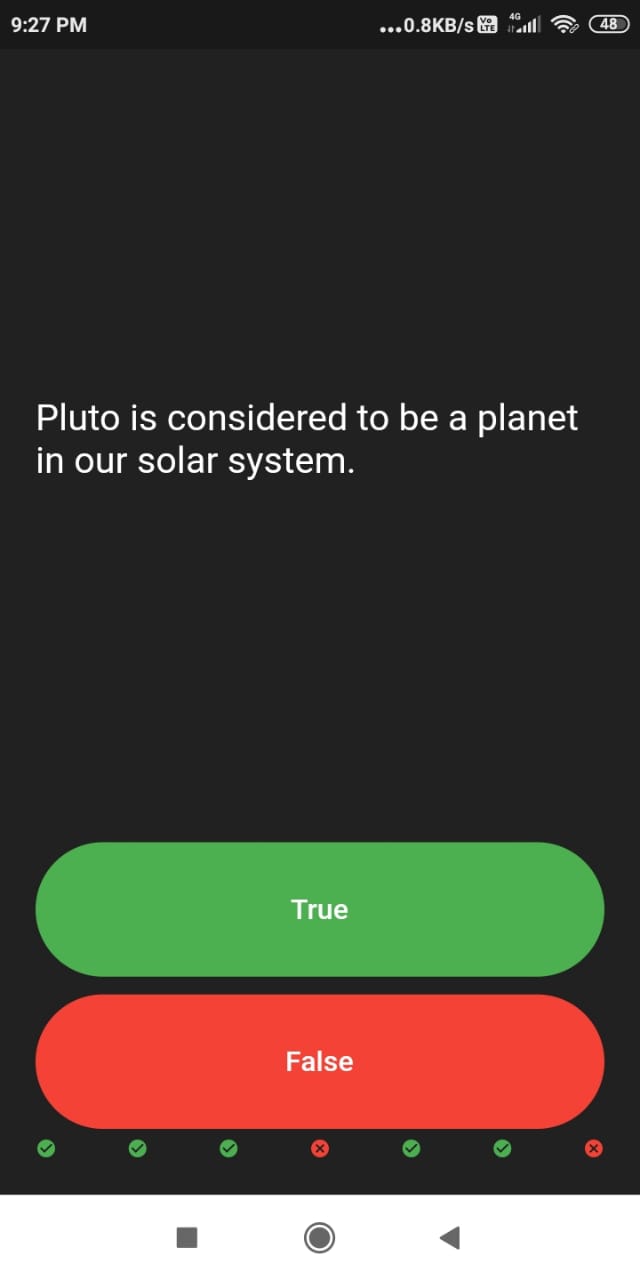 9:27 PM ...0.8KB/s Vo LTE 4G 48
Pluto is considered to be a planet
in our solar system.
True
False